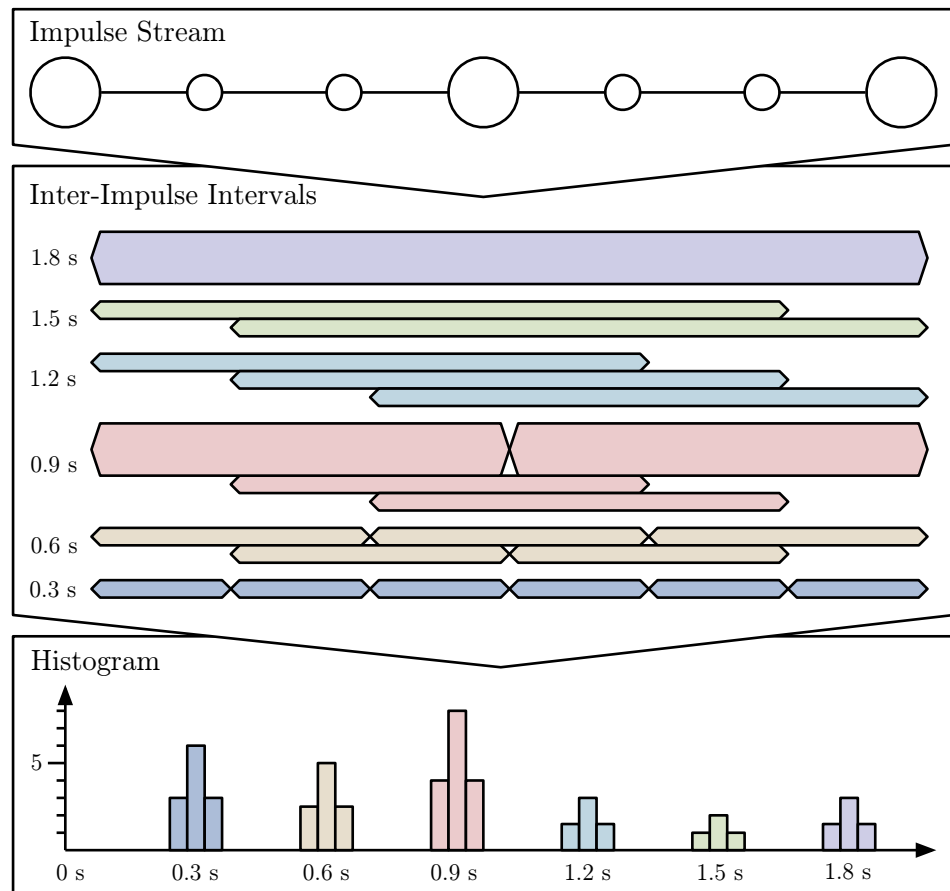 Impulse Stream
Inter-Impulse Intervals
1.8 s
1.5 s
1.2 s
0.9 s
0.6 s
0.3 s
Histogram
5
0 s 0.3 s 0.6 s 0.9 s 1.2 s 1.5 s 1.8 s